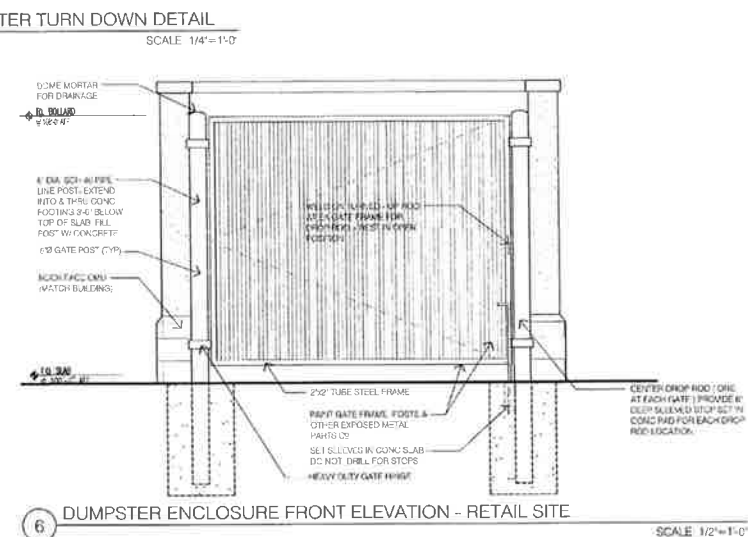 TER TURN DOWN DETAIL
SCALE 1/4"=1'-0"
DOME MORTAR
FOR DRAINAGE
BOLLARD
6" DIA. SCH 40 PIPE
LINE POST - EXTEND
INTO & THRU CONC
FOOTING 3'-0" BELOW
TOP OF SLAB FILL
POST W/ CONCRETE
6"Ø GATE POST (TYP)
CMU
(MATCH BUILDING)
SLAB
TURNED - UP ROD
AT EA GATE FRAME FOR
DROP ROD - REST IN OPEN
POSITION
2"x2" TUBE STEEL FRAME
PAINT GATE FRAME, POSTS &
OTHER EXPOSED METAL
PARTS
SET SLEEVES IN CONC SLAB
DO NOT DRILL FOR STOPS
HEAVY DUTY GATE HINGE
CENTER DROP ROD ( ONE
AT EACH GATE ) PROVIDE 6"
DEEP SLEEVED STOP SET IN
CONC PAD FOR EACH DROP
ROD LOCATION
6 DUMPSTER ENCLOSURE FRONT ELEVATION - RETAIL SITE
SCALE 1/2"=1'-0"